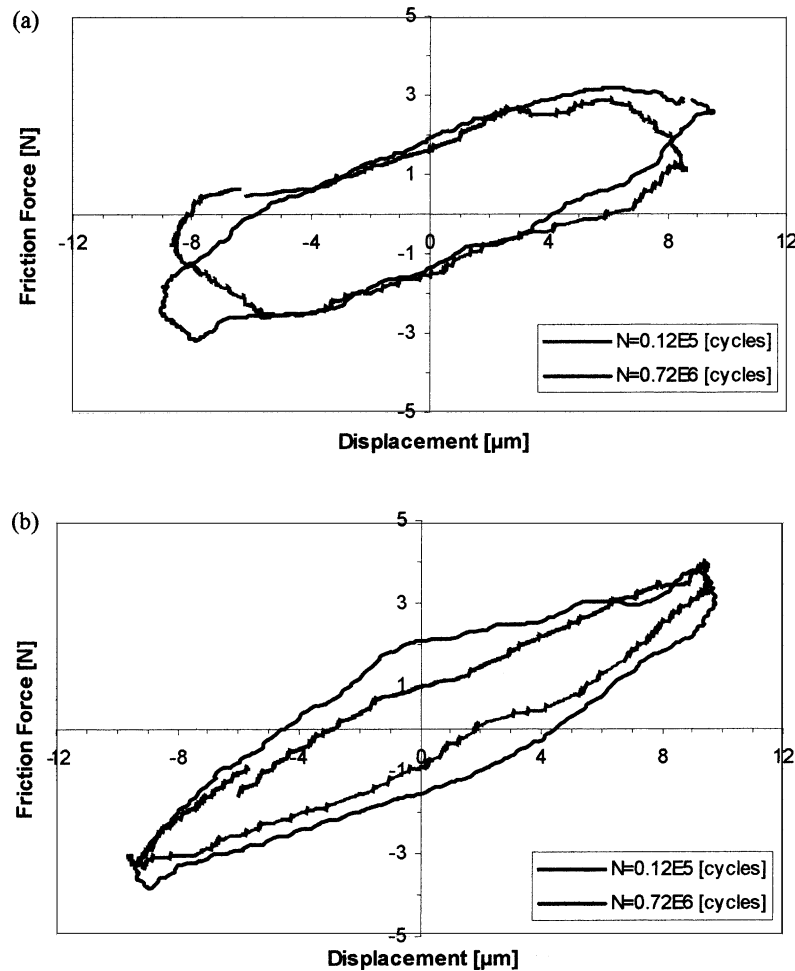 (a)
5
3
1
-1
-3
-5
-12
-8
-4
0
4
8
12
Friction Force [N]
Displacement [µm]
N=0.12E5 [cycles]
N=0.72E6 [cycles]
(b)
5
3
1
-1
-3
-5
-12
-8
-4
0
4
8
12
Friction Force [N]
Displacement [µm]
N=0.12E5 [cycles]
N=0.72E6 [cycles]